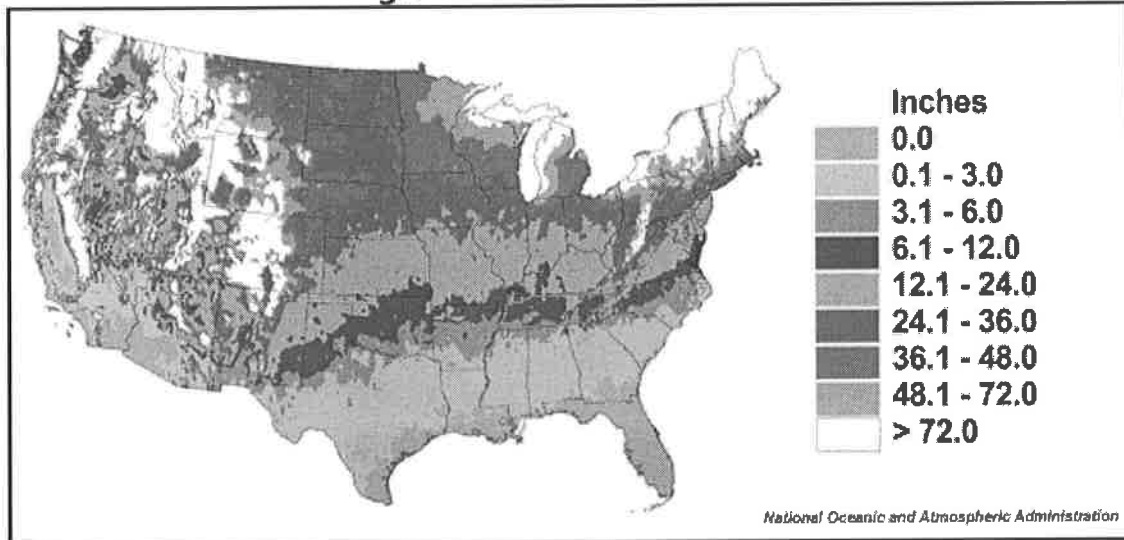 Inches
0.0
0.1 - 3.0
3.1 - 6.0
6.1 - 12.0
12.1 - 24.0
24.1 - 36.0
36.1 - 48.0
48.1 - 72.0
> 72.0
National Oceanic and Atmospheric Administration